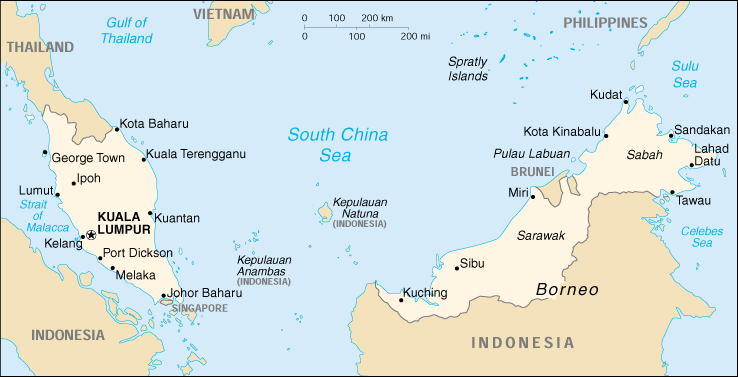 VIETNAM
0 100 200 km
0 100 200 mi
PHILIPPINES
Gulf of
Thailand
THAILAND
Spratly
Islands
Sulu
Sea
Kudat
Kota Baharu
South China
Sea
Kota Kinabalu
Sandakan
George Town
Kuala Terengganu
Pulau Labuan
Sabah
Lahad
Datu
Ipoh
BRUNEI
Lumut
Miri
Tawau
Strait
of
Malacca
KUALA
LUMPUR
Kuantan
Kepulauan
Natuna
(INDONESIA)
Sarawak
Celebes
Sea
Kelang
Port Dickson
Kepulauan
Anambas
(INDONESIA)
Sibu
Melaka
Johor Baharu
Kuching
Borneo
SINGAPORE
INDONESIA
INDONESIA